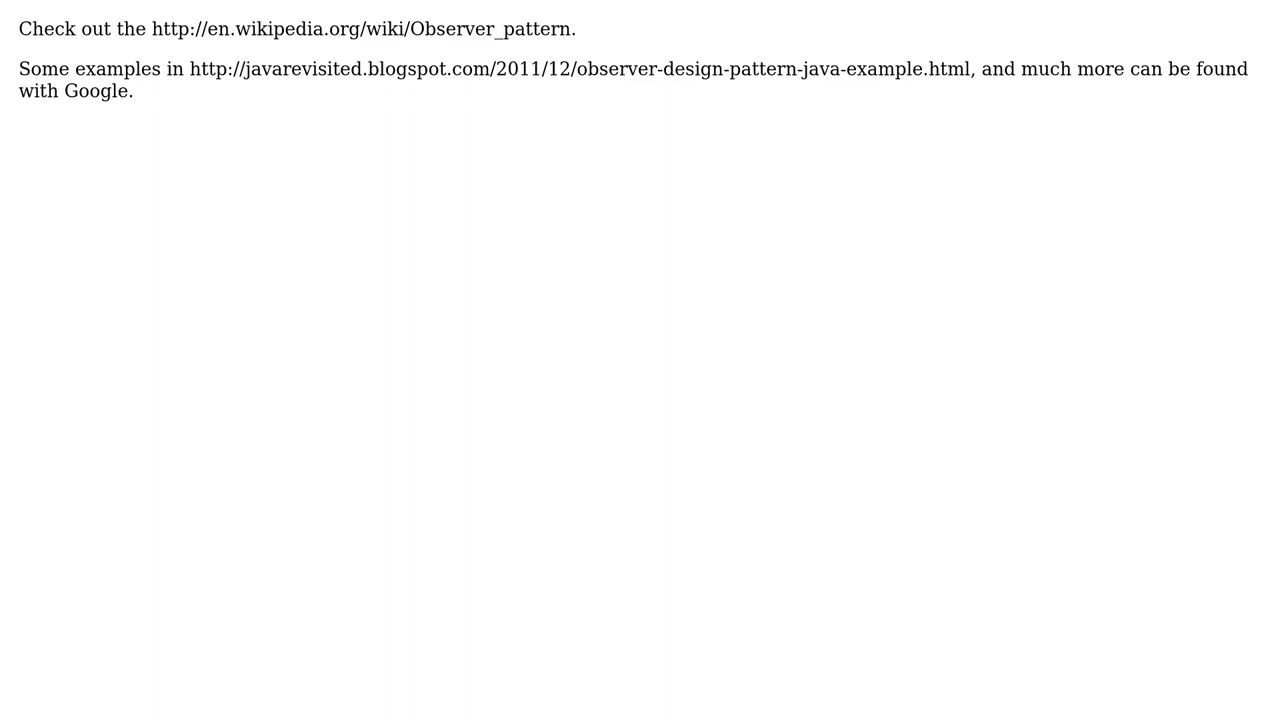 Check out the http://en.wikipedia.org/wiki/Observer_pattern.
Some examples in http://javarevisited.blogspot.com/2011/12/observer-design-pattern-java-example.html, and much more can be found
with Google.